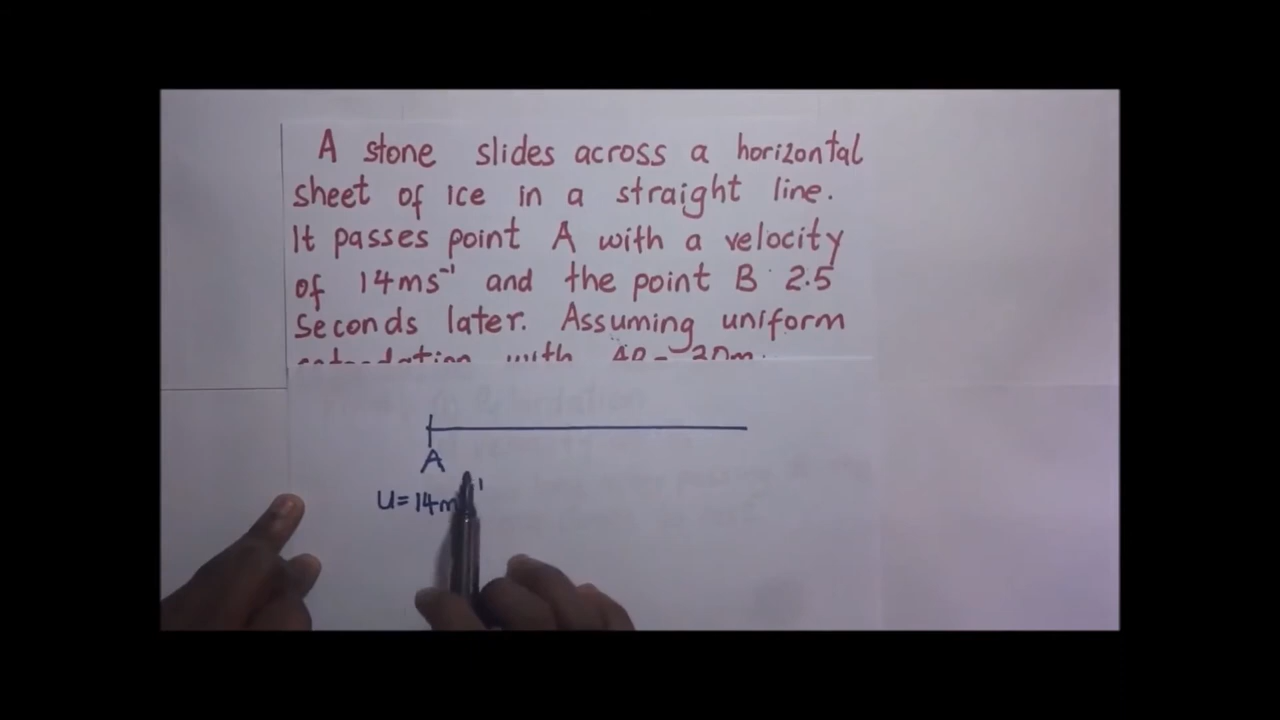 A stone slides across a horizontal
sheet of ice in a straight line.
It passes point A with a velocity
of 14ms⁻¹ and the point B 2.5
Seconds later. Assuming uniform
with
A
U=14m